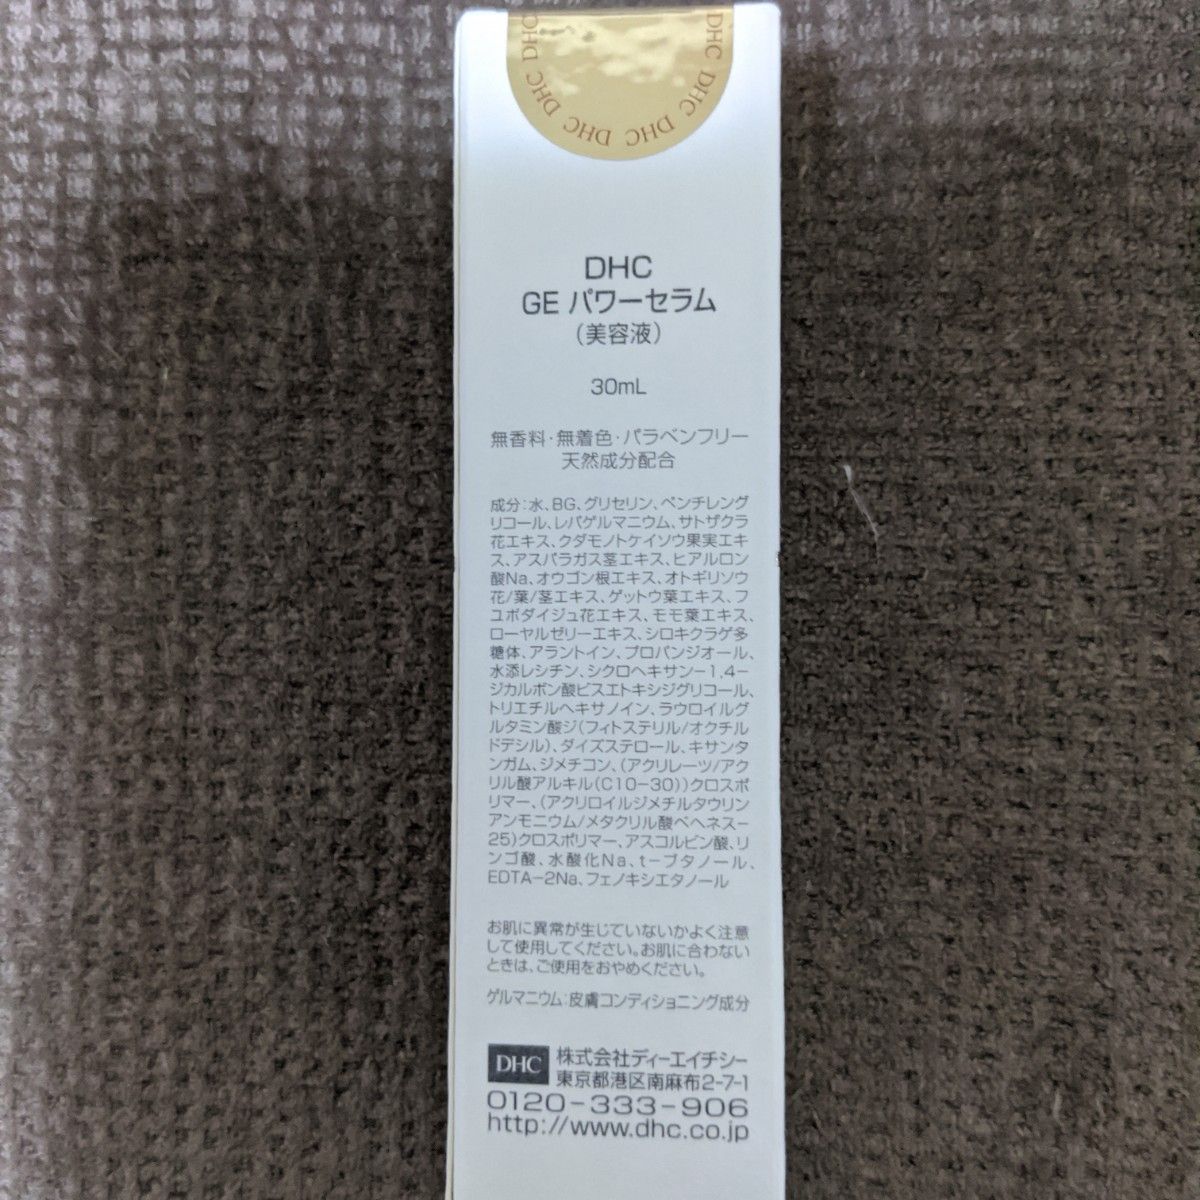 DHC DHC DHC DHC DHC DHC DHC
DHC
GE パワーセラム
(美容液)
30mL
無香料・無着色・パラベンフリー
天然成分配合
成分:水、BG、グリセリン、ペンチレング
リコール、レパゲルマニウム、サトザクラ
花エキス、クダモノトケイソウ果実エキ
ス、アスパラガス茎エキス、ヒアルロン
酸Na、オウゴン根エキス、オトギリソウ
花/葉/茎エキス、ゲットウ葉エキス、フ
ユボダイジュ花エキス、モモ葉エキス、
ローヤルゼリーエキス、シロキクラゲ多
糖体、アラントイン、プロパンジオール、
水添レシチン、シクロヘキサン-1,4-
ジカルボン酸ビスエトキシジグリコール、
トリエチルヘキサノイン、ラウロイルグ
ルタミン酸ジ(フィトステリル/オクチル
ドデシル)、ダイズステロール、キサンタ
ンガム、ジメチコン、(アクリレーツ/アク
リル酸アルキル(C10-30))クロスポ
リマー、(アクリロイルジメチルタウリン
アンモニウム/メタクリル酸ベヘネス-
25)クロスポリマー、アスコルビン酸、リ
ンゴ酸、水酸化Na、t-ブタノール、
EDTA-2Na、フェノキシエタノール
お肌に異常が生じていないかよく注意
して使用してください。お肌に合わない
ときは、ご使用をおやめください。
ゲルマニウム:皮膚コンディショニング成分
DHC 株式会社ディーエイチシー
東京都港区南麻布2-7-1
0120-333-906
http://www.dhc.co.jp